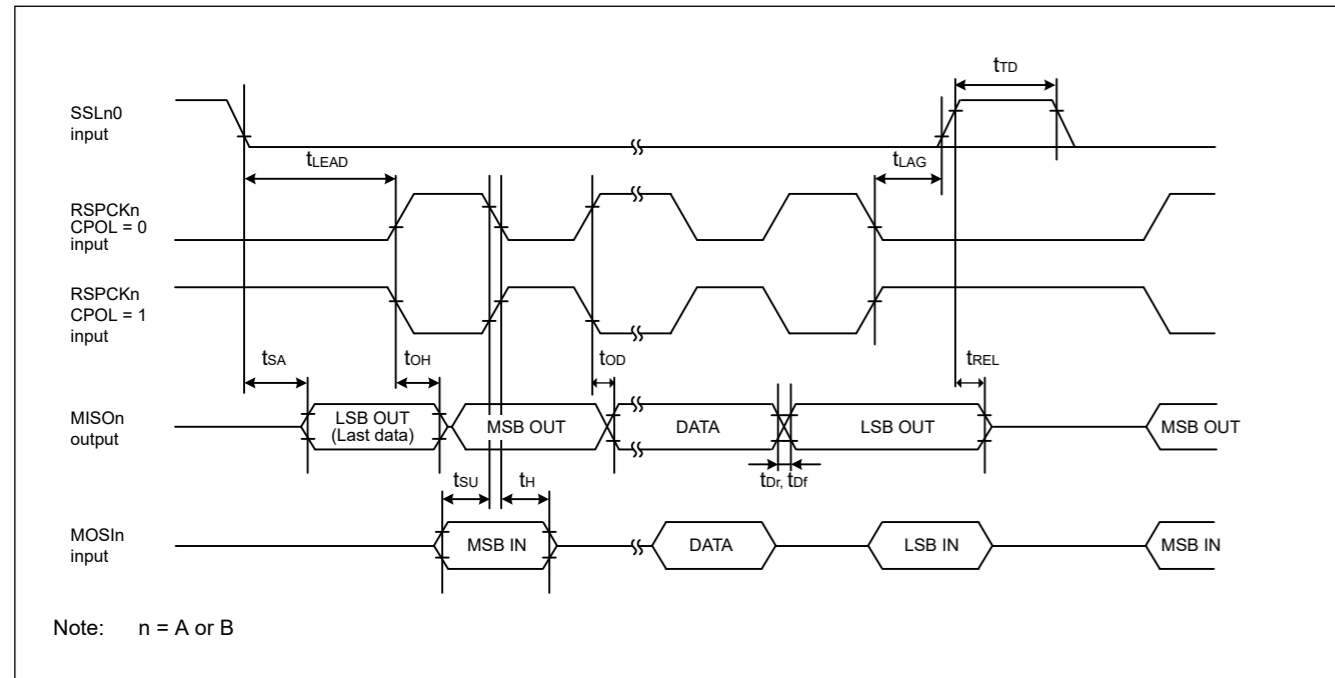 tTD
SSLn0
input
tLEAD
tLAG
RSPCKn
CPOL = 0
input
RSPCKn
CPOL = 1
input
tSA
tOH
tOD
tREL
MISOn
output
LSB OUT
(Last data)
MSB OUT
DATA
LSB OUT
MSB OUT
tSU
tH
tDr, tDf
MOSIn
input
MSB IN
DATA
LSB IN
MSB IN
Note: n = A or B